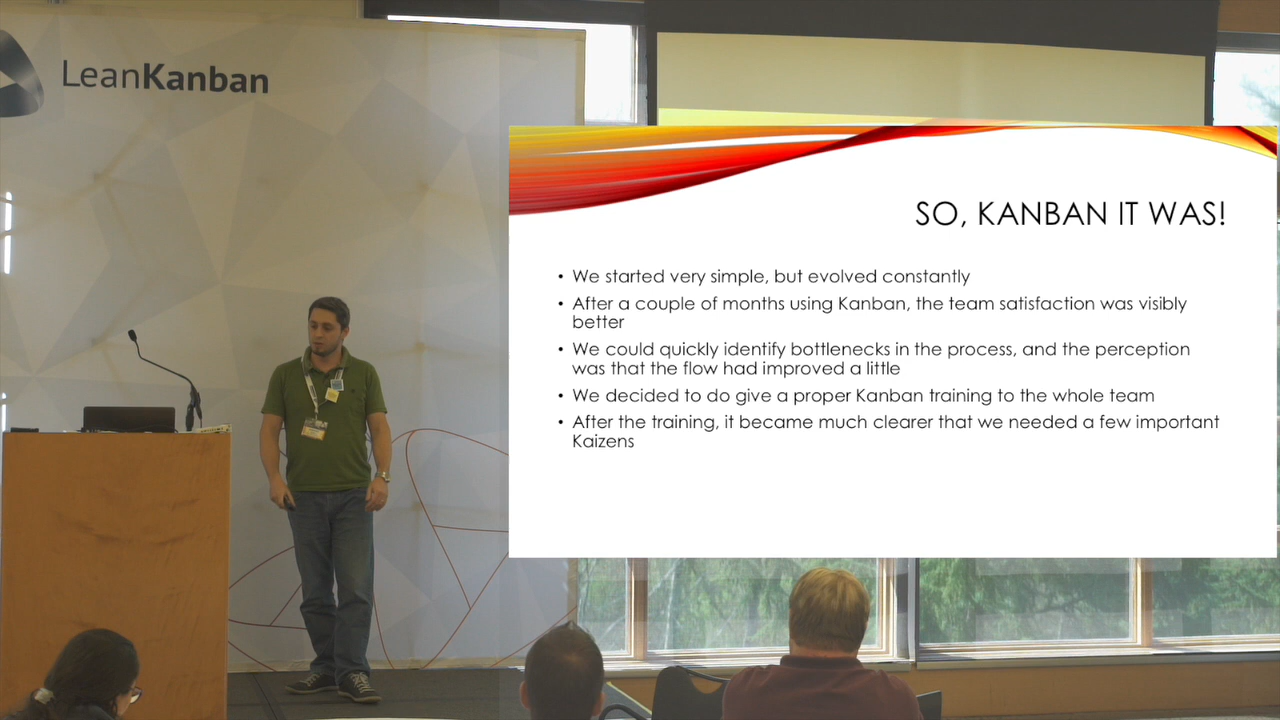 LeanKanban
SO, KANBAN IT WAS!
• We started very simple, but evolved constantly
• After a couple of months using Kanban, the team satisfaction was visibly
better
• We could quickly identify bottlenecks in the process, and the perception
was that the flow had improved a little
• We decided to do give a proper Kanban training to the whole team
• After the training, it became much clearer that we needed a few important
Kaizens